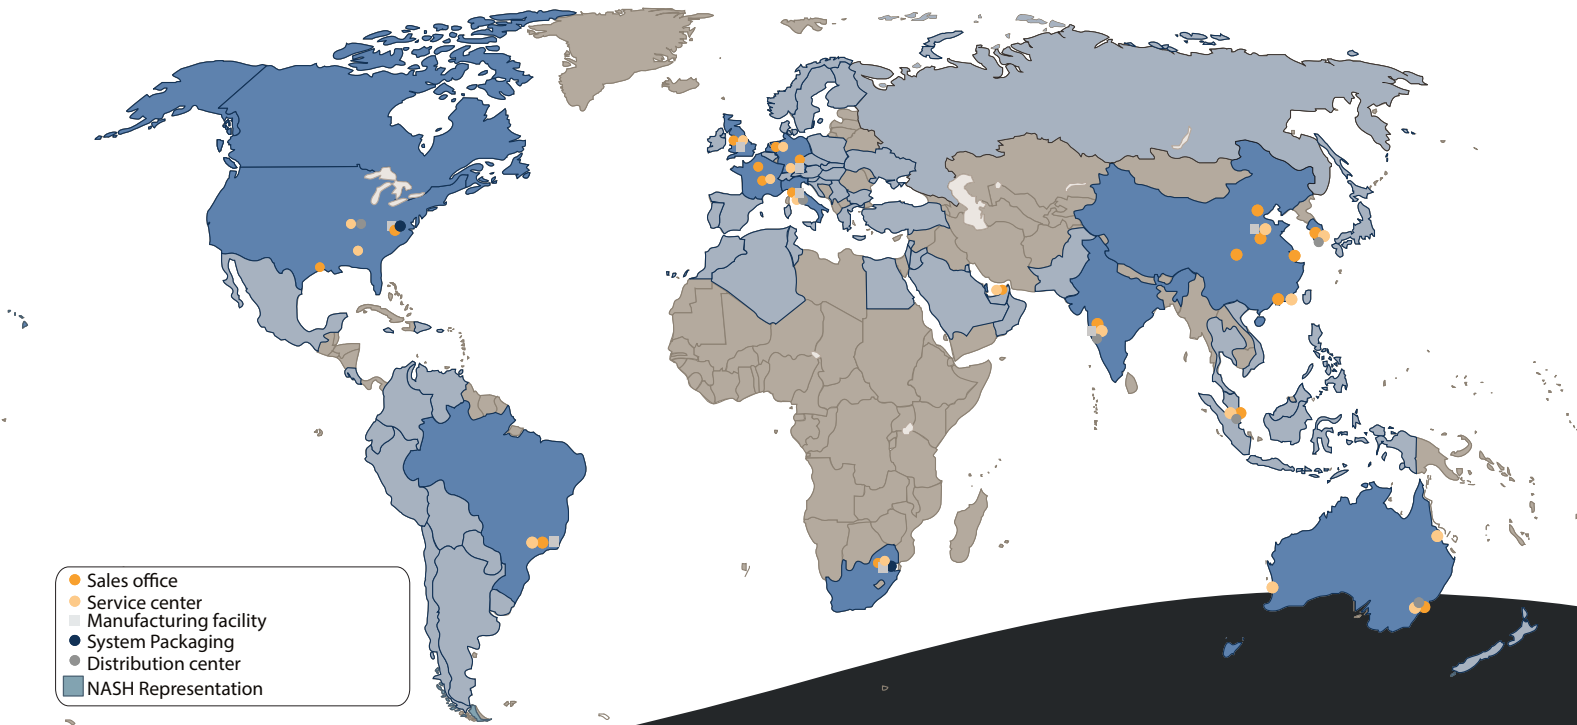 Sales office
Service center
Manufacturing facility
System Packaging
Distribution center
NASH Representation